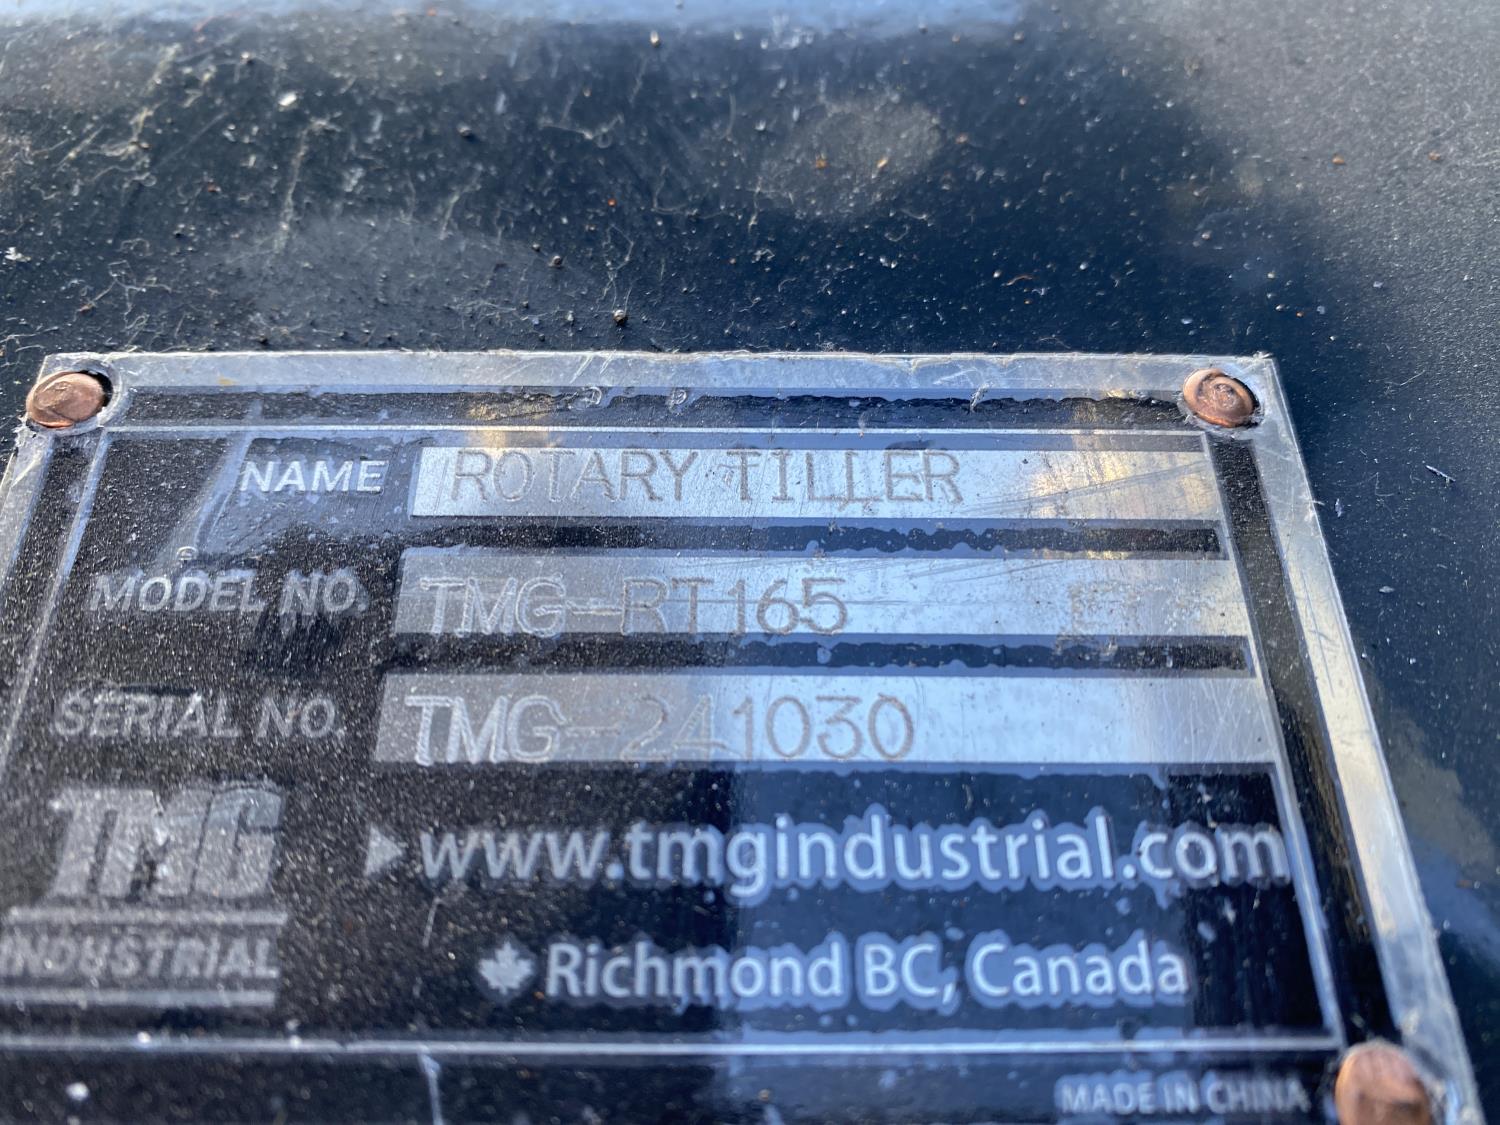 NAME ROTARY TILLER
MODEL NO. TMG-RT165
SERIAL NO. TMG-241030
TMG
INDUSTRIAL
www.tmgindustrial.com
Richmond BC, Canada
MADE IN CHINA